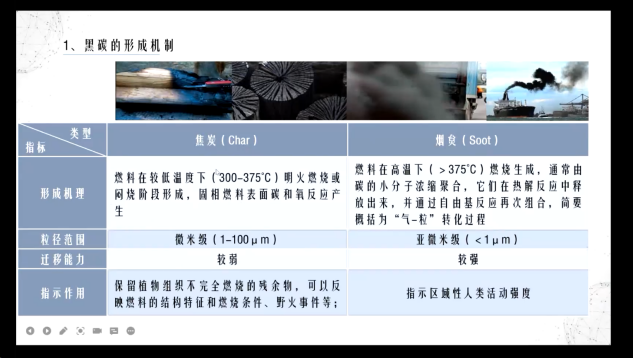 1、黑碳的形成机制
类型
指标
焦炭（Char）
烟炱（Soot）
形成机理
燃料在较低温度下（300-375℃）明火燃烧或
闷烧阶段形成，固相燃料表面碳和氧反应产
生
燃料在高温下（＞375℃）燃烧生成，通常由
碳的小分子浓缩聚合，它们在热解反应中释
放出来，并通过自由基反应再次组合，简要
概括为“气-粒”转化过程
粒径范围
微米级（1-100μm）
亚微米级（＜1μm）
迁移能力
较弱
较强
指示作用
保留植物组织不完全燃烧的残余物，可以反
映燃料的结构特征和燃烧条件、野火事件等；
指示区域性人类活动强度